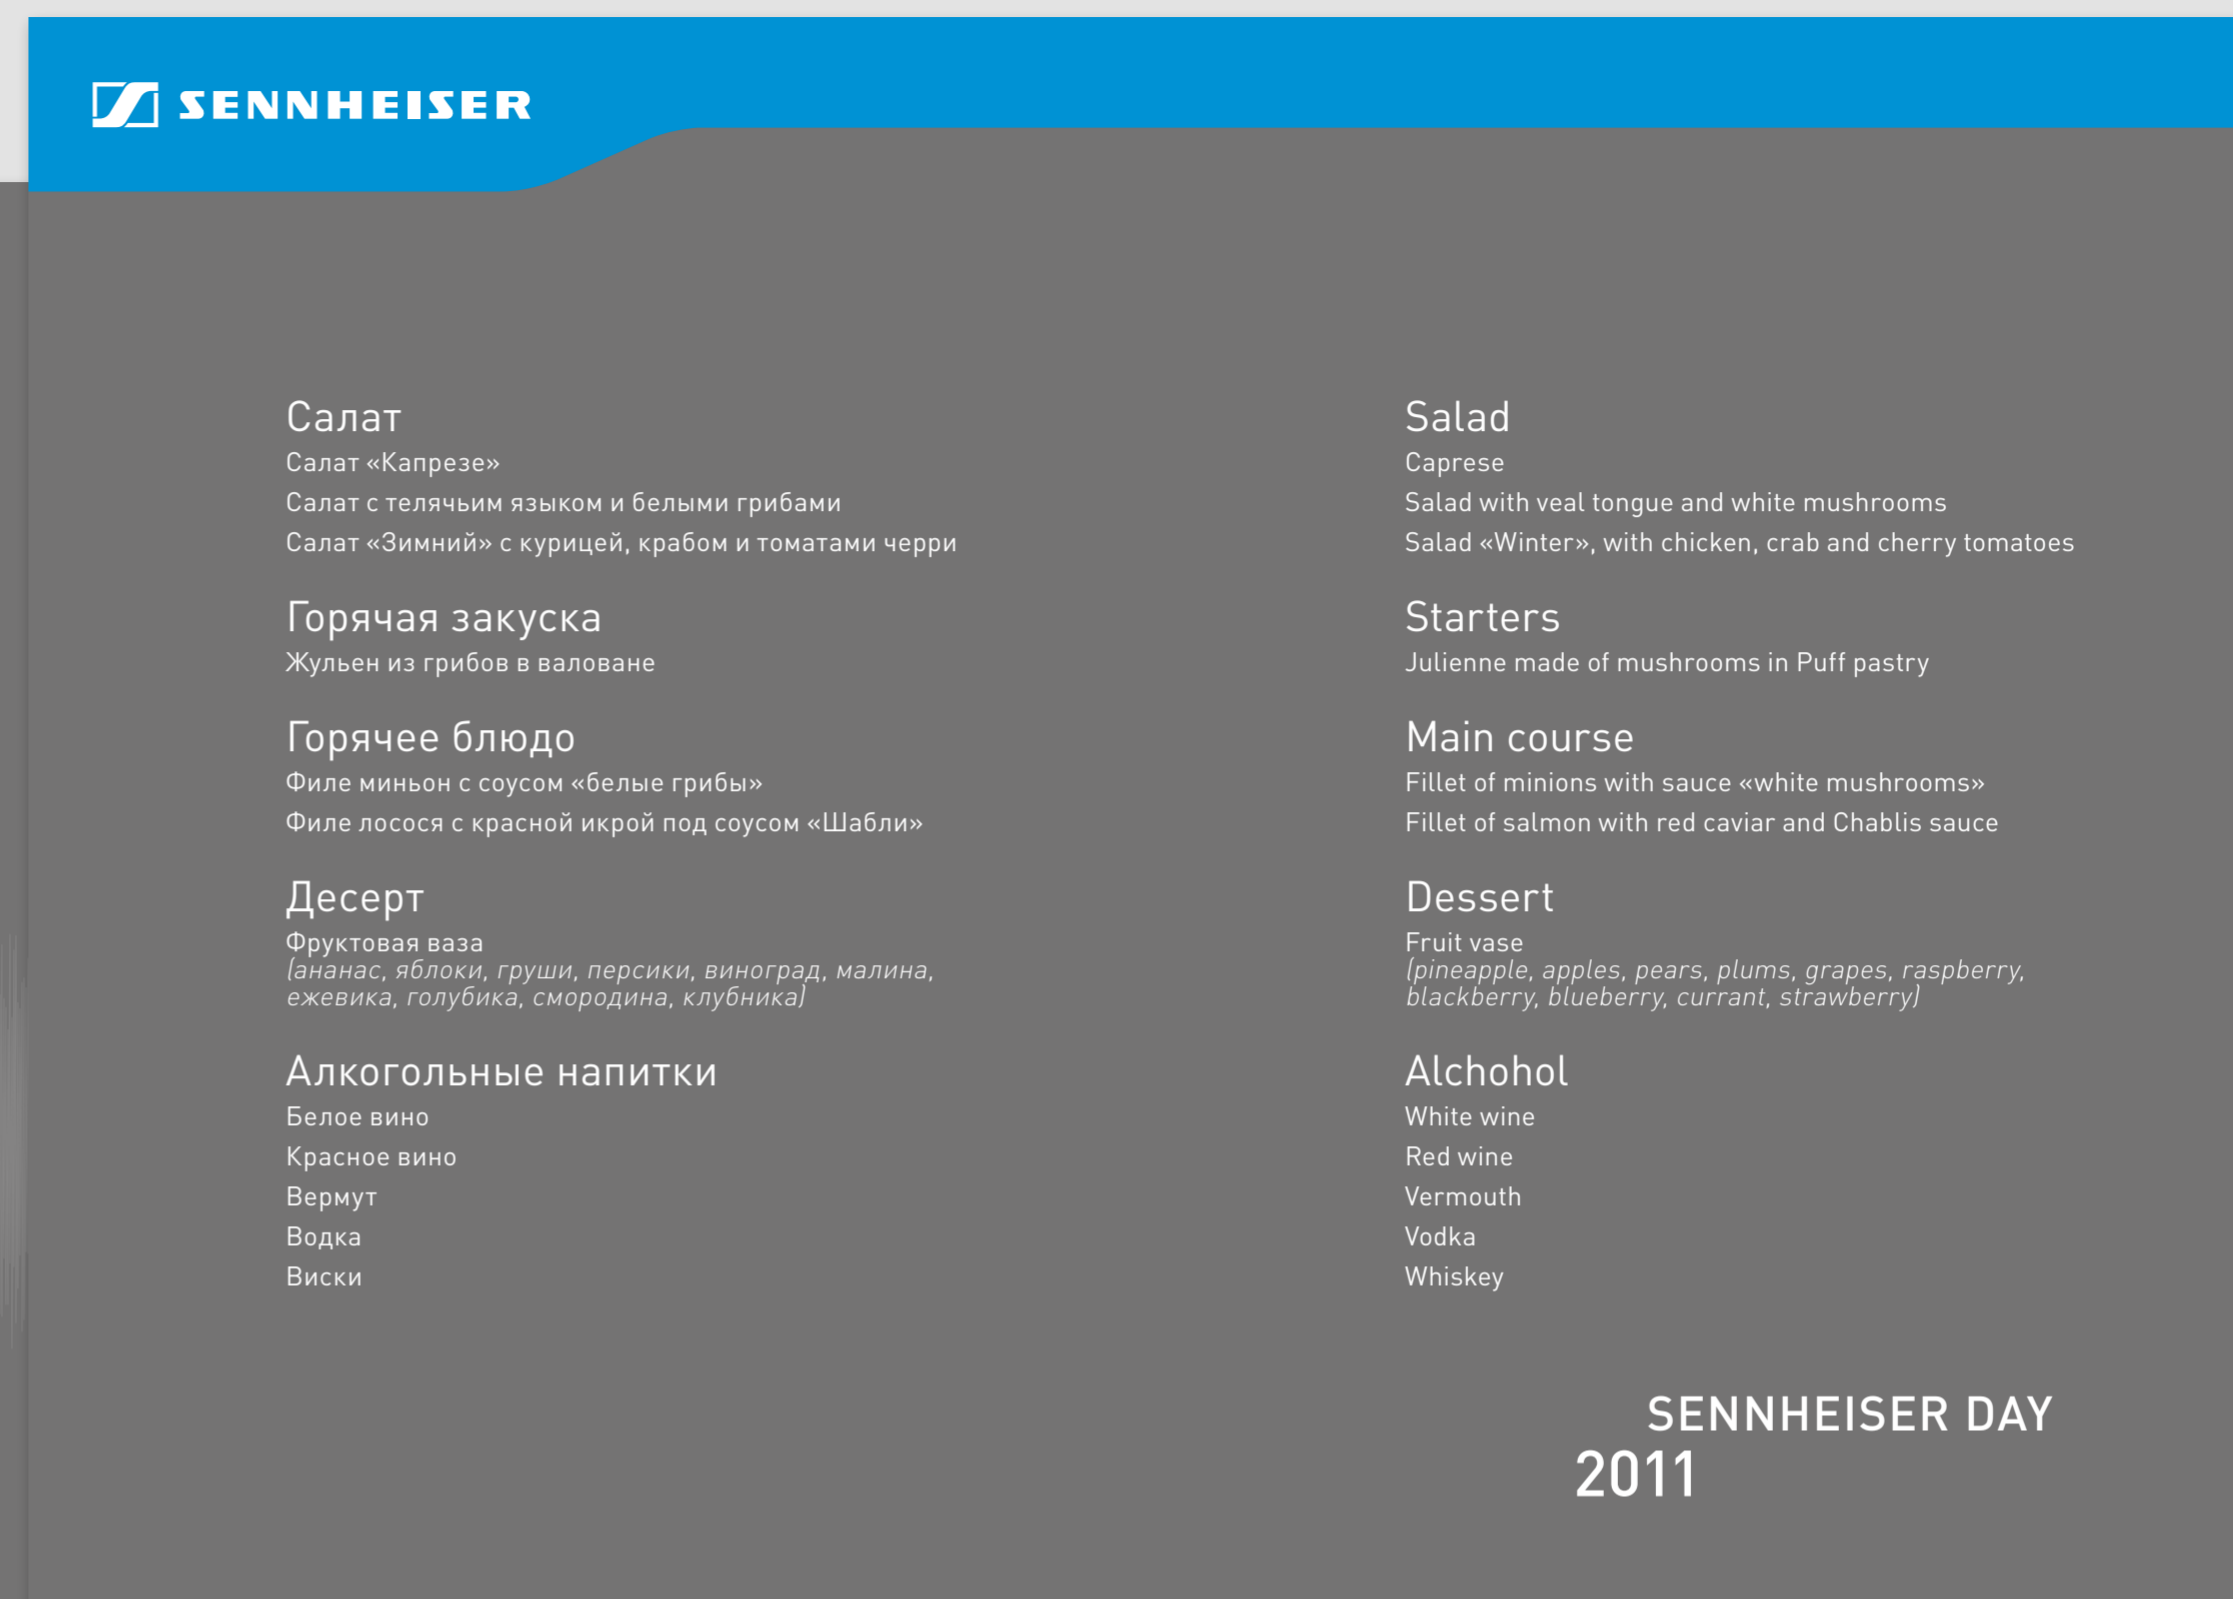 SENNHEISER
Салат
Салат «Капрезе»
Салат с телячьим языком и белыми грибами
Салат «Зимний» с курицей, крабом и томатами черри
Горячая закуска
Жульен из грибов в валоване
Горячее блюдо
Филе миньон с соусом «белые грибы»
Филе лосося с красной икрой под соусом «Шабли»
Десерт
Фруктовая ваза
(ананас, яблоки, груши, персики, виноград, малина,
ежевика, голубика, смородина, клубника)
Алкогольные напитки
Белое вино
Красное вино
Вермут
Водка
Виски
Salad
Caprese
Salad with veal tongue and white mushrooms
Salad «Winter», with chicken, crab and cherry tomatoes
Starters
Julienne made of mushrooms in Puff pastry
Main course
Fillet of minions with sauce «white mushrooms»
Fillet of salmon with red caviar and Chablis sauce
Dessert
Fruit vase
(pineapple, apples, pears, plums, grapes, raspberry,
blackberry, blueberry, currant, strawberry)
Alchohol
White wine
Red wine
Vermouth
Vodka
Whiskey
SENNHEISER DAY
2011